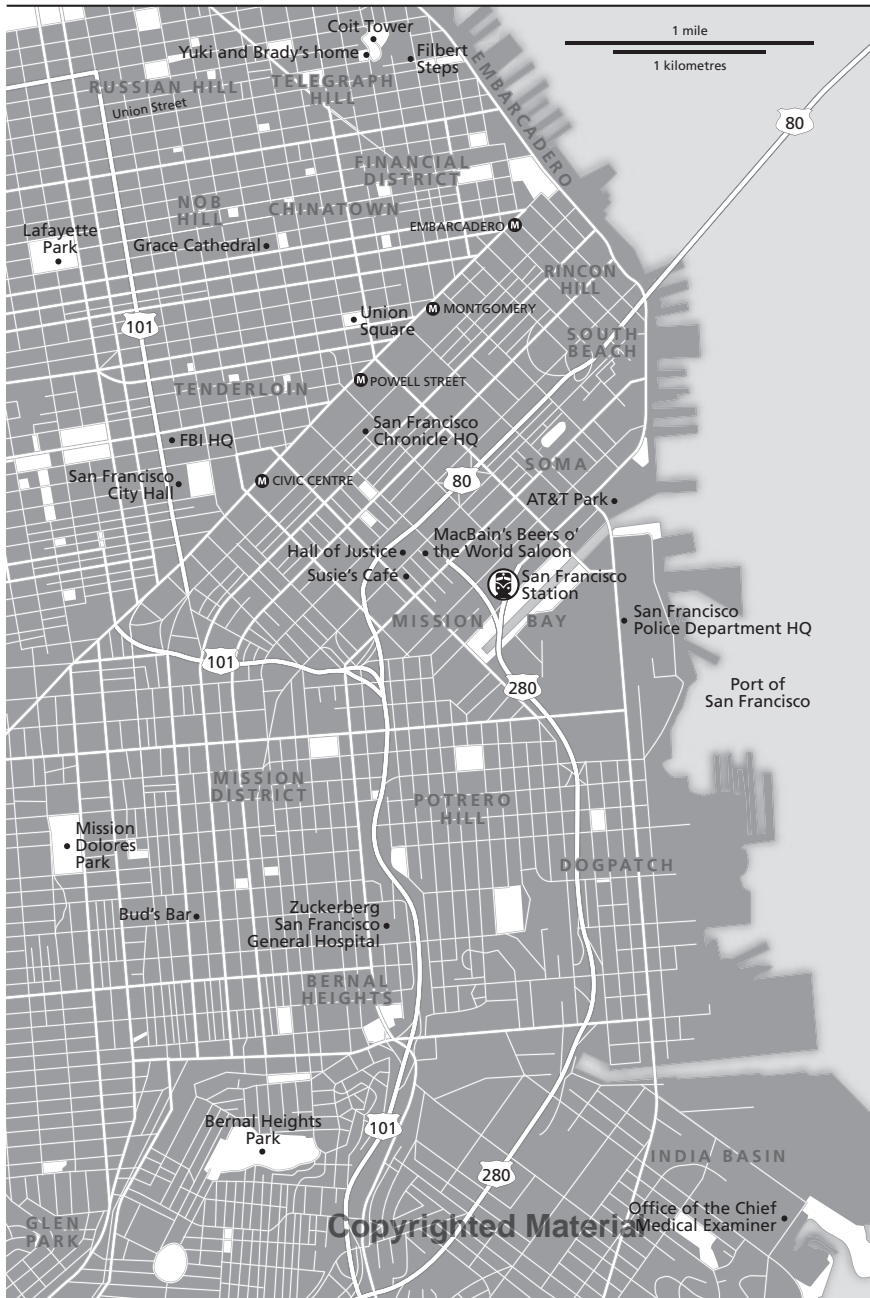 Coit Tower
Yuki and Brady's home
Filbert
Steps
1 mile
1 kilometres
RUSSIAN HILL
TELEGRAPH
HILL
EMBARCADERO
Union Street
80
FINANCIAL
DISTRICT
NOB
HILL
CHINATOWN
Lafayette
Park
Grace Cathedral
EMBARCADERO M
RINCON
HILL
101
Union
Square
M MONTGOMERY
SOUTH
BEACH
TENDERLOIN
M POWELL STREET
FBI HQ
San Francisco
Chronicle HQ
San Francisco
City Hall
M CIVIC CENTRE
80
SOMA
AT&T Park
Hall of Justice
MacBain's Beers o'
the World Saloon
Susie's Café
San Francisco
Station
MISSION BAY
San Francisco
Police Department HQ
101
280
Port of
San Francisco
MISSION
DISTRICT
POTRERO
HILL
Mission
Dolores
Park
DOGPATCH
Bud's Bar
Zuckerberg
San Francisco
General Hospital
BERNAL
HEIGHTS
Bernal Heights
Park
101
280
INDIA BASIN
GLEN
PARK
Office of the Chief
Medical Examiner
Copyrighted Material